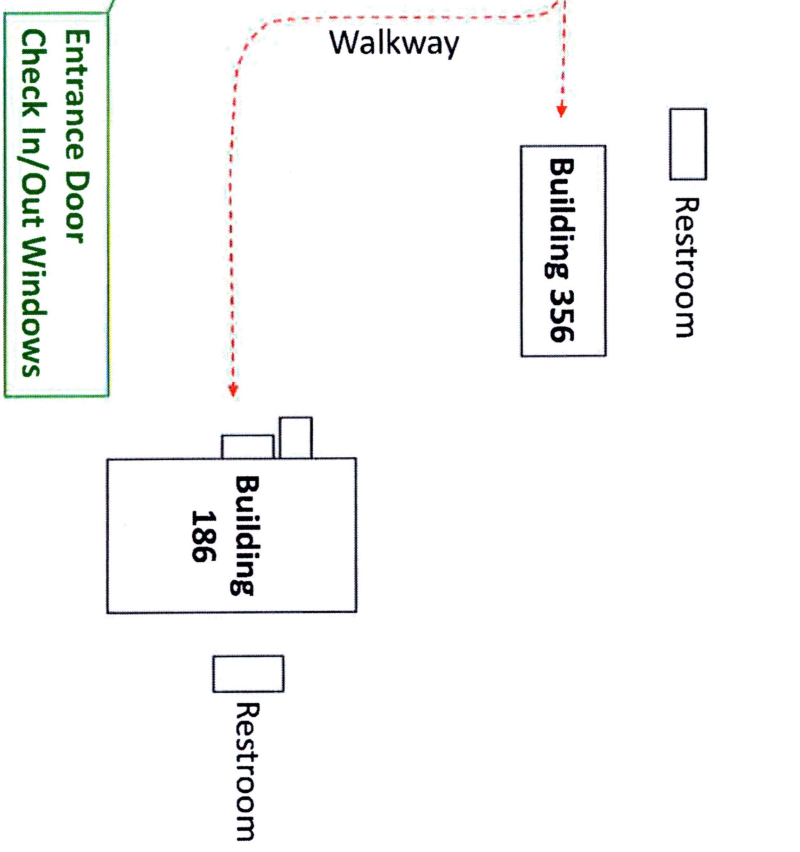 Walkway
Entrance Door
Check In/Out Windows
Building 356
Restroom
Building
186
Restroom